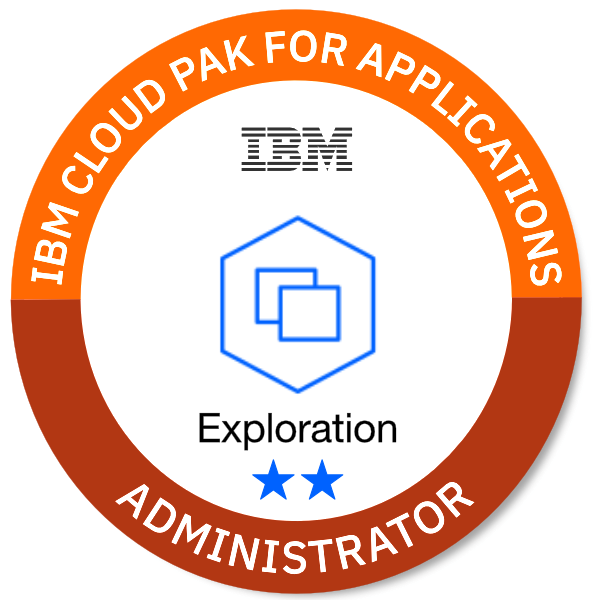 IBM CLOUD PAK FOR APPLICATIONS
IBM
Exploration
ADMINISTRATOR